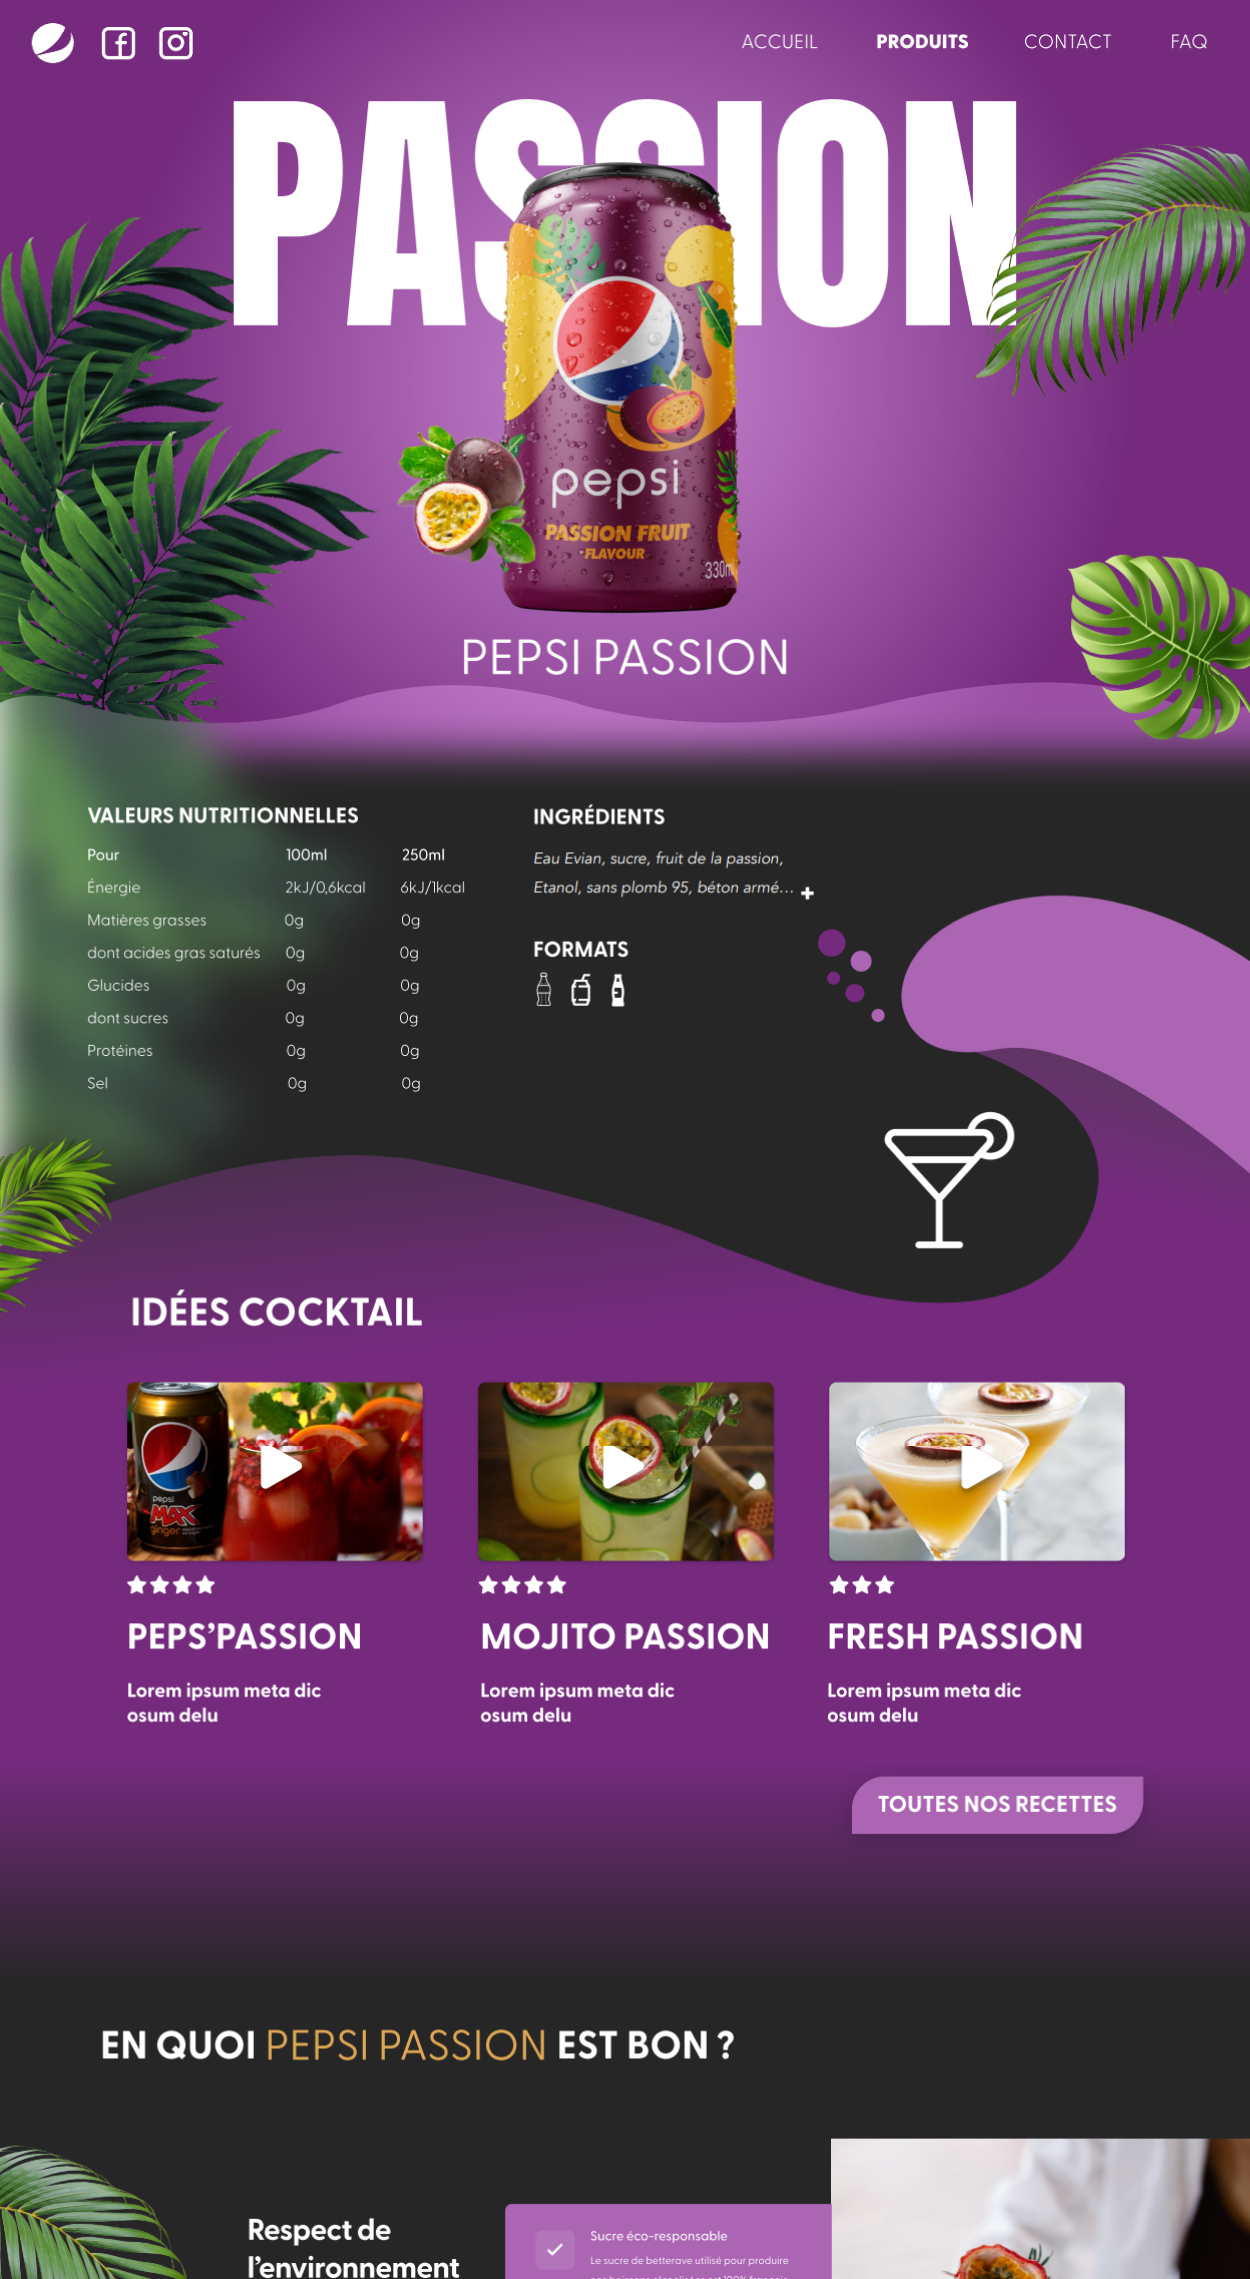 ACCUEIL PRODUITS CONTACT FAQ
PASSION
pepsi
PASSION FRUIT
FLAVOUR
330ml
PEPSI PASSION
VALEURS NUTRITIONNELLES
Pour 100ml 250ml
Énergie 2kJ/0,6kcal 6kJ/1kcal
Matières grasses 0g 0g
dont acides gras saturés 0g 0g
Glucides 0g 0g
dont sucres 0g 0g
Protéines 0g 0g
Sel 0g 0g
INGRÉDIENTS
Eau Evian, sucre, fruit de la passion,
Etanol, sans plomb 95, béton armé... +
FORMATS
IDÉES COCKTAIL
pepsi
MAX
ginger
PEPS'PASSION
Lorem ipsum meta dic
osum delu
MOJITO PASSION
Lorem ipsum meta dic
osum delu
FRESH PASSION
Lorem ipsum meta dic
osum delu
TOUTES NOS RECETTES
EN QUOI PEPSI PASSION EST BON ?
Respect de
l'environnement
Sucre éco-responsable
Le sucre de betterave utilisé pour produire